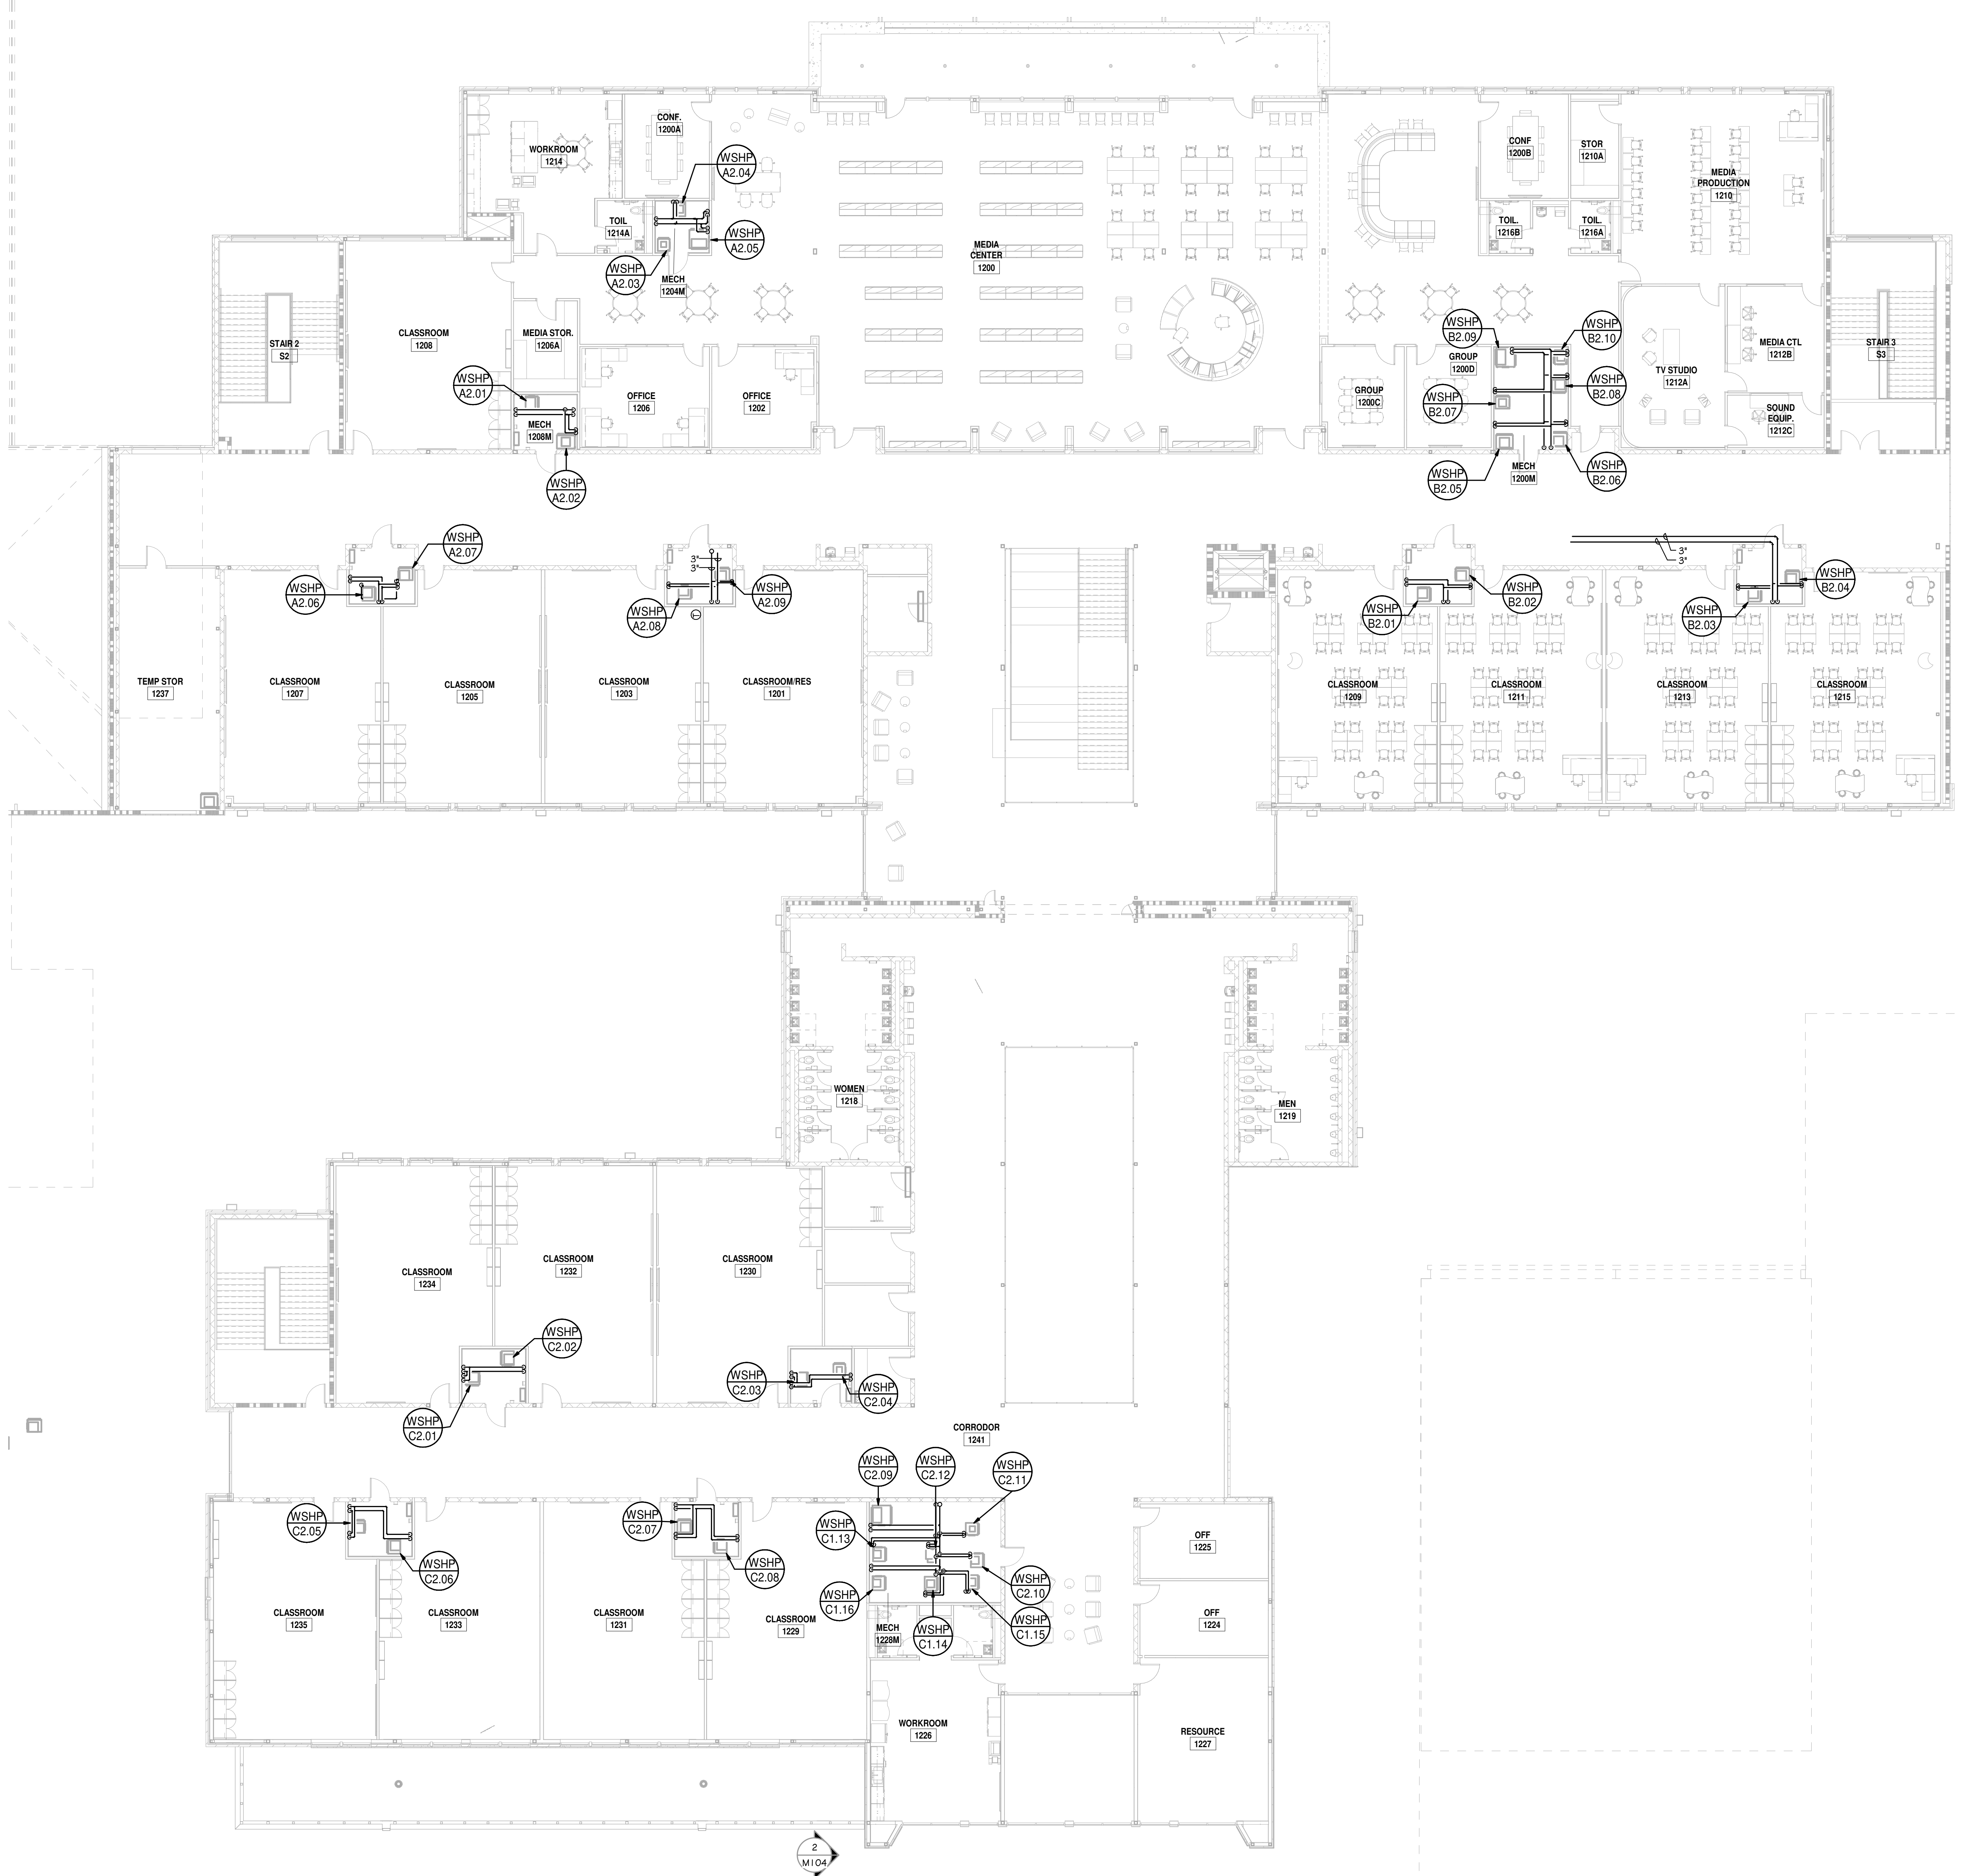 CONF.
1200A
WORKROOM
1214
WSHP
A2.04
TOIL
1214A
WSHP
A2.05
WSHP
A2.03
MECH
1204M
MEDIA
CENTER
1200
CONF
1200B
STOR
1210A
MEDIA
PRODUCTION
1210
TOIL.
1216B
TOIL.
1216A
STAIR 2
S2
CLASSROOM
1208
MEDIA STOR.
1206A
WSHP
A2.01
MECH
1208M
OFFICE
1206
OFFICE
1202
WSHP
A2.02
WSHP
B2.09
WSHP
B2.10
GROUP
1200D
GROUP
1200C
WSHP
B2.07
WSHP
B2.08
WSHP
B2.05
MECH
1200M
WSHP
B2.06
TV STUDIO
1212A
MEDIA CTL
1212B
SOUND
EQUIP.
1212C
STAIR 3
S3
WSHP
A2.07
WSHP
A2.06
3"
3"
WSHP
A2.08
WSHP
A2.09
1
3"
3"
WSHP
B2.01
WSHP
B2.02
WSHP
B2.03
WSHP
B2.04
TEMP STOR
1237
CLASSROOM
1207
CLASSROOM
1205
CLASSROOM
1203
CLASSROOM/RES
1201
CLASSROOM
1209
CLASSROOM
1211
CLASSROOM
1213
CLASSROOM
1215
WOMEN
1218
MEN
1219
CLASSROOM
1234
CLASSROOM
1232
CLASSROOM
1230
WSHP
C2.02
WSHP
C2.01
WSHP
C2.03
WSHP
C2.04
CORRODOR
1241
WSHP
C2.09
WSHP
C2.12
WSHP
C2.11
WSHP
C2.05
WSHP
C2.06
WSHP
C2.07
WSHP
C2.08
WSHP
C1.13
WSHP
C1.16
WSHP
C2.10
WSHP
C1.15
WSHP
C1.14
MECH
1228M
CLASSROOM
1235
CLASSROOM
1233
CLASSROOM
1231
CLASSROOM
1229
OFF
1225
OFF
1224
WORKROOM
1226
RESOURCE
1227
2
M104